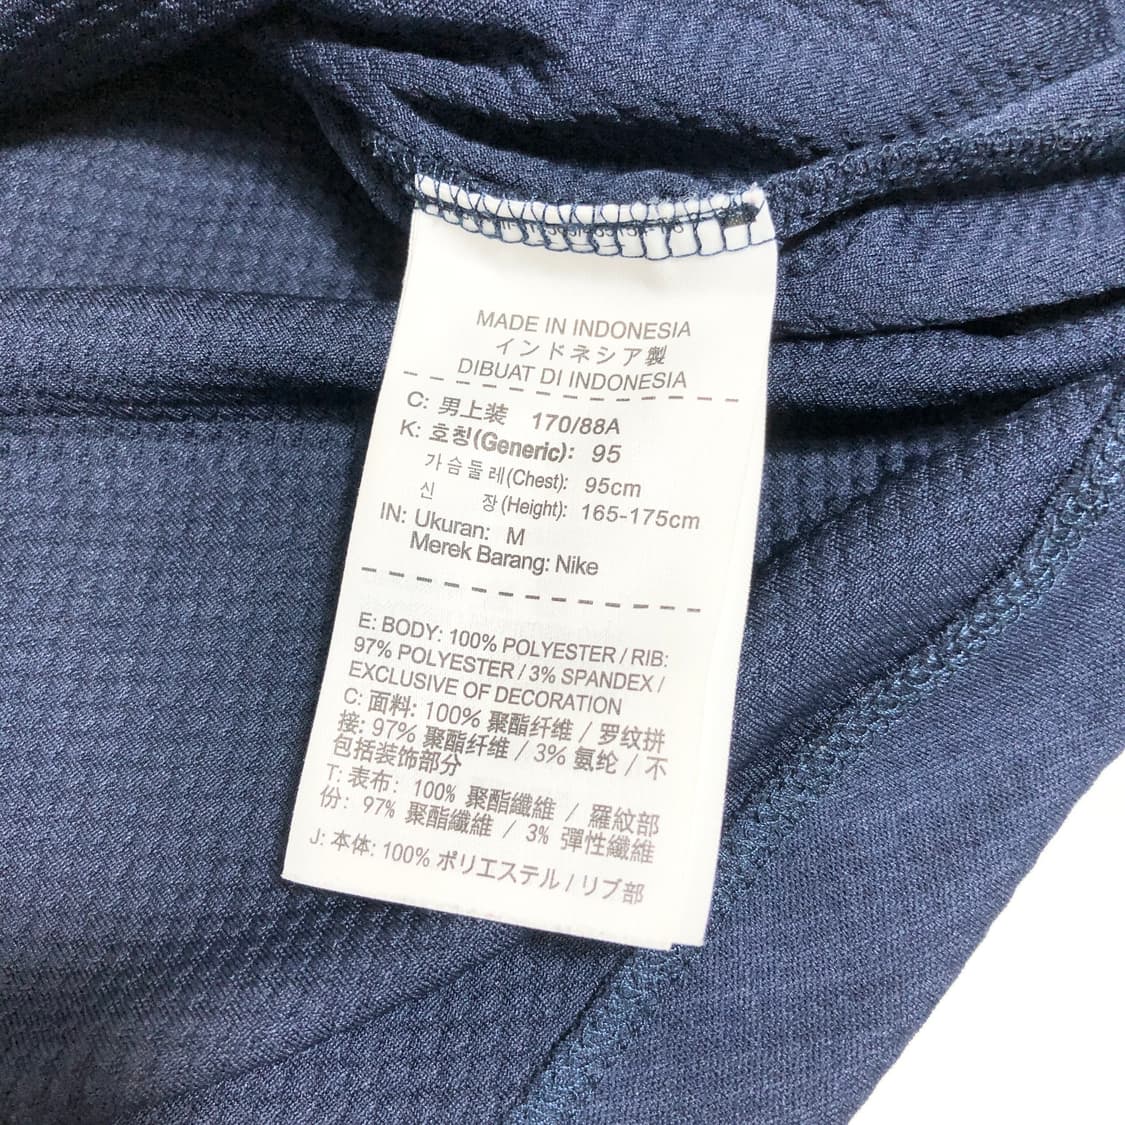 MADE IN INDONESIA
インドネシア製
DIBUAT DI INDONESIA
C: 男上装 170/88A
K: 호칭(Generic): 95
가슴둘레(Chest): 95cm
신 장(Height): 165-175cm
IN: Ukuran: M
Merek Barang: Nike
E: BODY: 100% POLYESTER / RIB:
97% POLYESTER / 3% SPANDEX /
EXCLUSIVE OF DECORATION
C: 面料: 100% 聚酯纤维 / 罗纹拼
接: 97% 聚酯纤维 / 3% 氨纶 / 不
包括装饰部分
T: 表布: 100% 聚酯纖維 / 羅紋部
份: 97% 聚酯纖維 / 3% 彈性纖維
J: 本体: 100% ポリエステル / リブ部